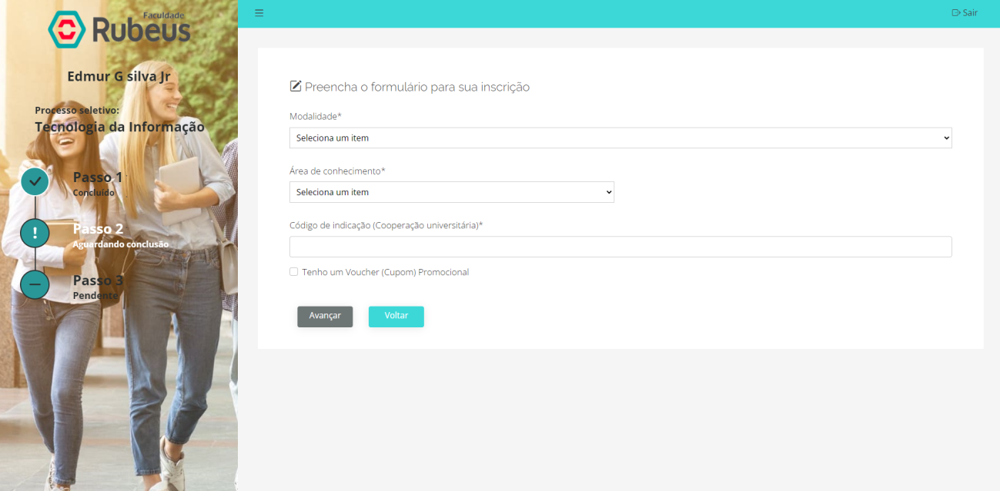 Faculdade
Rubeus
Edmur G silva Jr
Processo seletivo:
Tecnologia da Informação
Passo 1
Concluído
Passo 2
Aguardando conclusão
Passo 3
Pendente
Sair
Preencha o formulário para sua inscrição
Modalidade*
Seleciona um item
Área de conhecimento*
Seleciona um item
Código de indicação (Cooperação universitária)*
Tenho um Voucher (Cupom) Promocional
Avançar Voltar